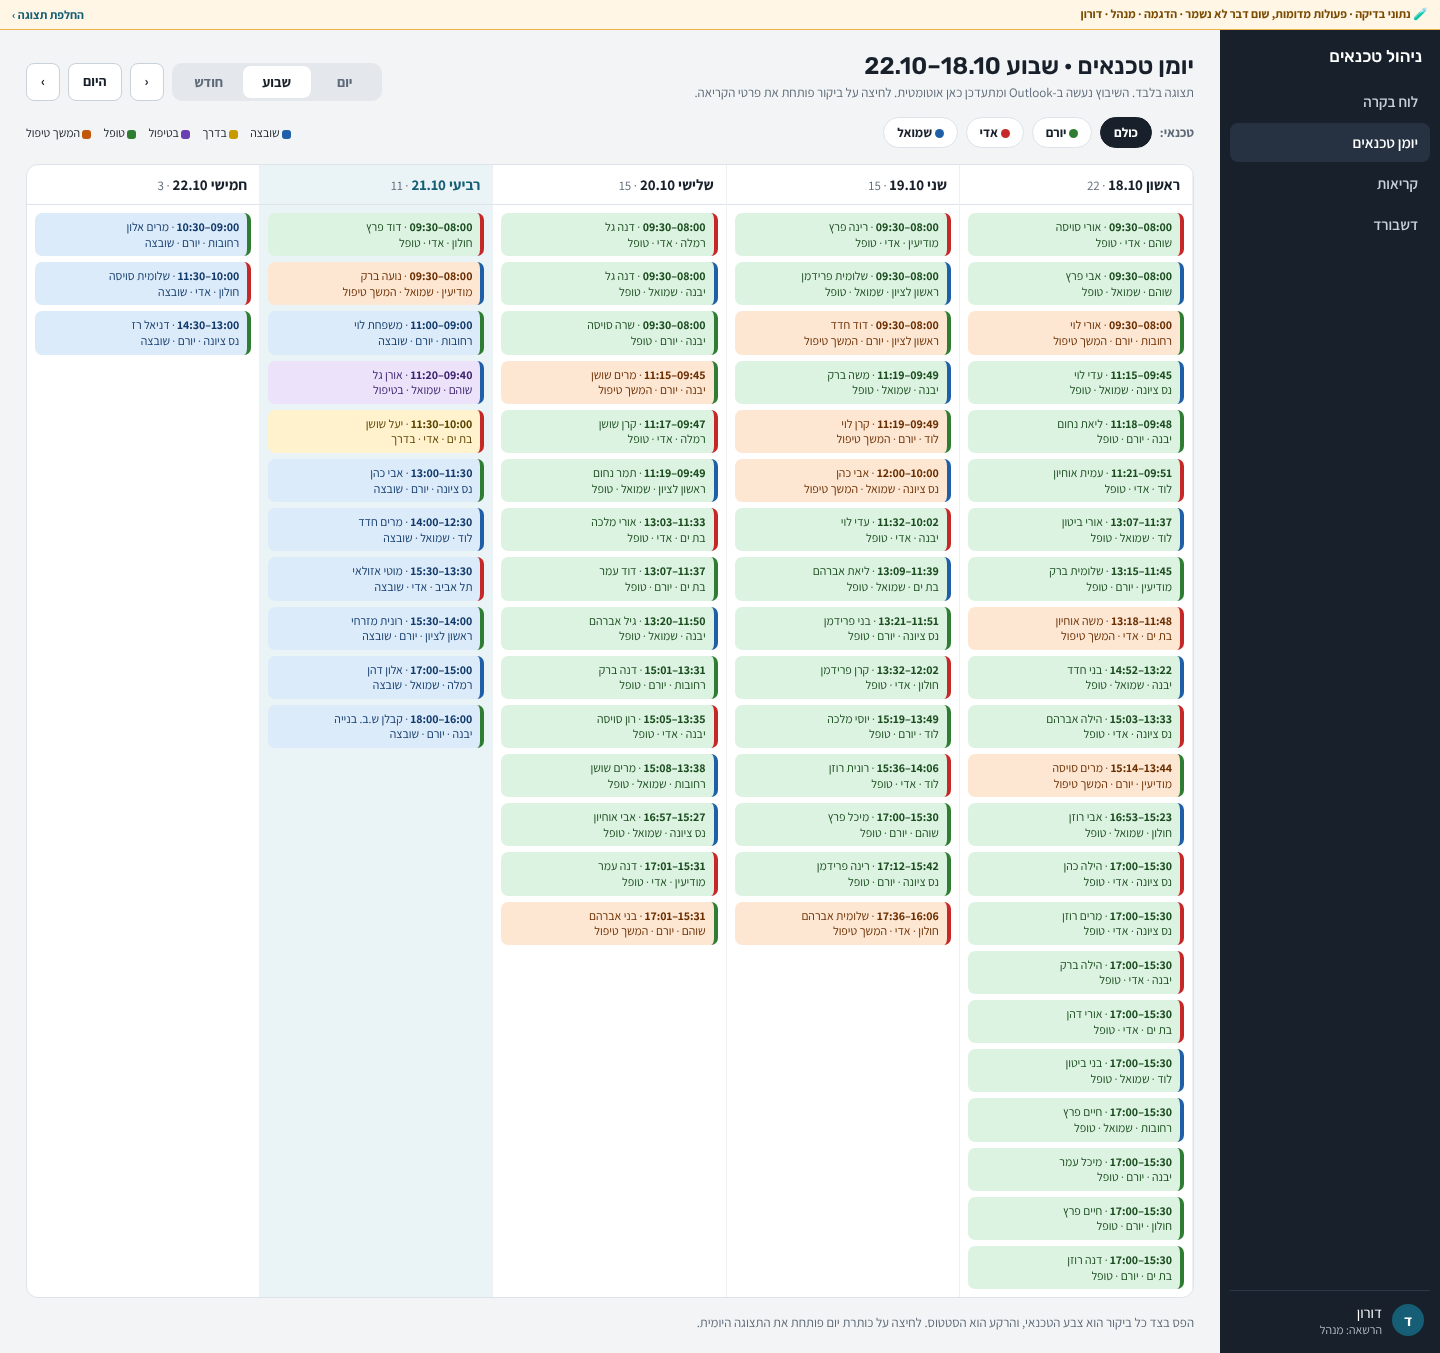 🧪 נתוני בדיקה · פעולות מדומות, שום דבר לא נשמר · הדגמה · מנהל · דורון
החלפת תצוגה ›
ניהול טכנאים
לוח בקרה
יומן טכנאים
קריאות
דשבורד
ד
דורון
הרשאה: מנהל
יומן טכנאים • שבוע 18.10–22.10
תצוגה בלבד. השיבוץ נעשה ב-Outlook ומתעדכן כאן אוטומטית. לחיצה על ביקור פותחת את פרטי הקריאה.
יום
שבוע
חודש
‹
היום
›
טכנאי:
כולם
יורם
אדי
שמואל
שובצה
בדרך
בטיפול
טופל
המשך טיפול
ראשון 18.10 · 22
08:00–09:30 · אורי סויסה
שוהם · אדי · טופל
08:00–09:30 · אבי פרץ
שוהם · שמואל · טופל
08:00–09:30 · אורי לוי
רחובות · יורם · המשך טיפול
09:45–11:15 · עדי לוי
נס ציונה · שמואל · טופל
09:48–11:18 · ליאת נחום
יבנה · יורם · טופל
09:51–11:21 · עמית אוחיון
לוד · אדי · טופל
11:37–13:07 · אורי ביטון
לוד · שמואל · טופל
11:45–13:15 · שלומית ברק
מודיעין · יורם · טופל
11:48–13:18 · משה אוחיון
בת ים · אדי · המשך טיפול
13:22–14:52 · בני חדד
יבנה · שמואל · טופל
13:33–15:03 · הילה אברהם
נס ציונה · אדי · טופל
13:44–15:14 · מרים סויסה
מודיעין · יורם · המשך טיפול
15:23–16:53 · אבי רוזן
חולון · שמואל · טופל
15:30–17:00 · הילה כהן
נס ציונה · אדי · טופל
15:30–17:00 · מרים רוזן
נס ציונה · אדי · טופל
15:30–17:00 · הילה ברק
יבנה · אדי · טופל
15:30–17:00 · אורי דהן
בת ים · אדי · טופל
15:30–17:00 · בני ביטון
לוד · שמואל · טופל
15:30–17:00 · חיים פרץ
רחובות · שמואל · טופל
15:30–17:00 · מיכל עמר
יבנה · יורם · טופל
15:30–17:00 · חיים פרץ
חולון · יורם · טופל
15:30–17:00 · דנה רוזן
בת ים · יורם · טופל
שני 19.10 · 15
08:00–09:30 · רינה פרץ
מודיעין · אדי · טופל
08:00–09:30 · שלומית פרידמן
ראשון לציון · שמואל · טופל
08:00–09:30 · דוד חדד
ראשון לציון · יורם · המשך טיפול
09:49–11:19 · משה ברק
יבנה · שמואל · טופל
09:49–11:19 · קרן לוי
לוד · יורם · המשך טיפול
10:00–12:00 · אבי כהן
נס ציונה · שמואל · המשך טיפול
10:02–11:32 · עדי לוי
יבנה · אדי · טופל
11:39–13:09 · ליאת אברהם
בת ים · שמואל · טופל
11:51–13:21 · בני פרידמן
נס ציונה · יורם · טופל
12:02–13:32 · קרן פרידמן
חולון · אדי · טופל
13:49–15:19 · יוסי מלכה
לוד · יורם · טופל
14:06–15:36 · רונית רוזן
לוד · אדי · טופל
15:30–17:00 · מיכל פרץ
שוהם · יורם · טופל
15:42–17:12 · רינה פרידמן
נס ציונה · יורם · טופל
16:06–17:36 · שלומית אברהם
חולון · אדי · המשך טיפול
שלישי 20.10 · 15
08:00–09:30 · דנה גל
רמלה · אדי · טופל
08:00–09:30 · דנה גל
יבנה · שמואל · טופל
08:00–09:30 · שרה סויסה
יבנה · יורם · טופל
09:45–11:15 · מרים ששון
יבנה · יורם · המשך טיפול
09:47–11:17 · קרן ששון
רמלה · אדי · טופל
09:49–11:19 · תמר נחום
ראשון לציון · שמואל · טופל
11:33–13:03 · אורי מלכה
בת ים · אדי · טופל
11:37–13:07 · דוד עמר
בת ים · יורם · טופל
11:50–13:20 · גיל אברהם
יבנה · שמואל · טופל
13:31–15:01 · דנה ברק
רחובות · יורם · טופל
13:35–15:05 · רון סויסה
יבנה · אדי · טופל
13:38–15:08 · מרים ששון
רחובות · שמואל · טופל
15:27–16:57 · אבי אוחיון
נס ציונה · שמואל · טופל
15:31–17:01 · דנה עמר
מודיעין · אדי · טופל
15:31–17:01 · בני אברהם
שוהם · יורם · המשך טיפול
רביעי 21.10 · 11
08:00–09:30 · דוד פרץ
חולון · אדי · טופל
08:00–09:30 · נועה ברק
מודיעין · שמואל · המשך טיפול
09:00–11:00 · משפחת לוי
רחובות · יורם · שובצה
09:40–11:20 · אורן גל
שוהם · שמואל · בטיפול
10:00–11:30 · יעל ששון
בת ים · אדי · בדרך
11:30–13:00 · אבי כהן
נס ציונה · יורם · שובצה
12:30–14:00 · מרים חדד
לוד · שמואל · שובצה
13:30–15:30 · מוטי אזולאי
תל אביב · אדי · שובצה
14:00–15:30 · רונית מזרחי
ראשון לציון · יורם · שובצה
15:00–17:00 · אלון דהן
רמלה · שמואל · שובצה
16:00–18:00 · קבלן ש.ב. בנייה
יבנה · יורם · שובצה
חמישי 22.10 · 3
09:00–10:30 · מרים אלון
רחובות · יורם · שובצה
10:00–11:30 · שלומית סויסה
חולון · אדי · שובצה
13:00–14:30 · דניאל רז
נס ציונה · יורם · שובצה
הפס בצד כל ביקור הוא צבע הטכנאי, והרקע הוא הסטטוס. לחיצה על כותרת יום פותחת את התצוגה היומית.